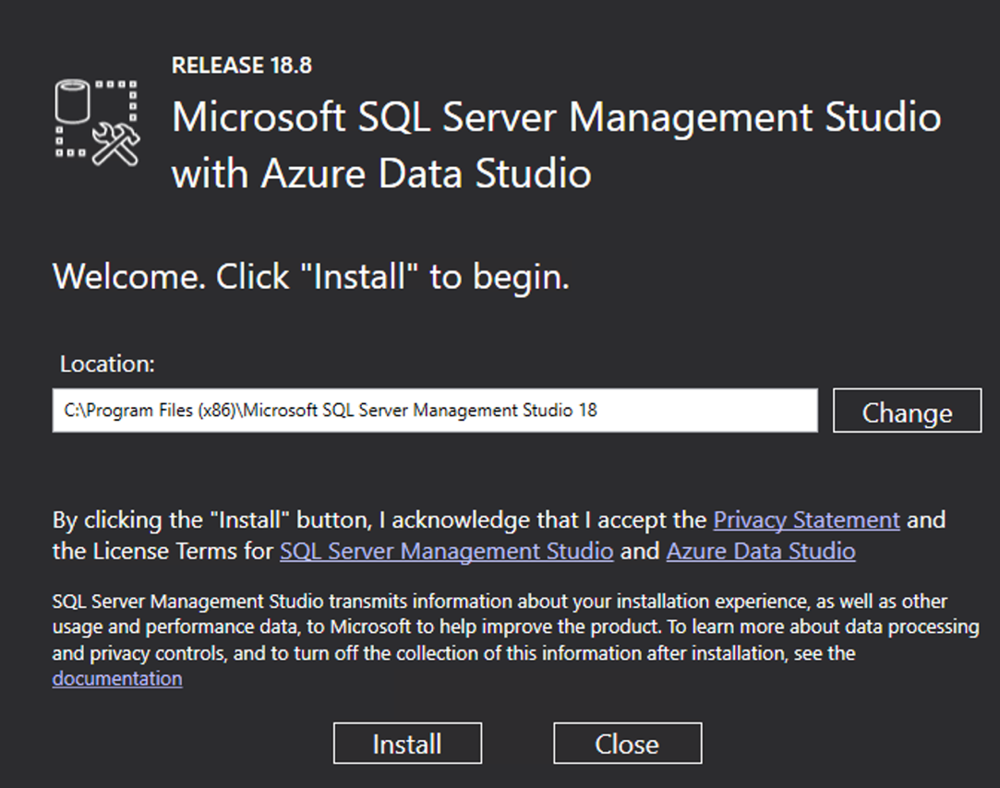 RELEASE 18.8
Microsoft SQL Server Management Studio
with Azure Data Studio
Welcome. Click "Install" to begin.
Location:
C:\Program Files (x86)\Microsoft SQL Server Management Studio 18
Change
By clicking the "Install" button, I acknowledge that I accept the Privacy Statement and
the License Terms for SQL Server Management Studio and Azure Data Studio
SQL Server Management Studio transmits information about your installation experience, as well as other
usage and performance data, to Microsoft to help improve the product. To learn more about data processing
and privacy controls, and to turn off the collection of this information after installation, see the
documentation
Install Close